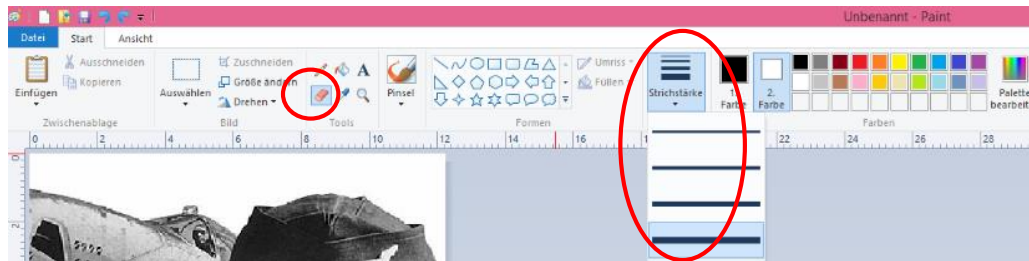 Unbenannt - Paint
Datei Start Ansicht
Einfügen
Ausschneiden
Kopieren
Zwischenablage
Auswählen
Zuschneiden
Größe ändern
Drehen
Bild
A
Tools
Pinsel
Umriss
Füllen
Formen
Strichstärke
Farbe
2.
Farbe
Palette
bearbeit
Farben
0 2 4 6 8 10 12 14 16 22 24 26 28
0
2